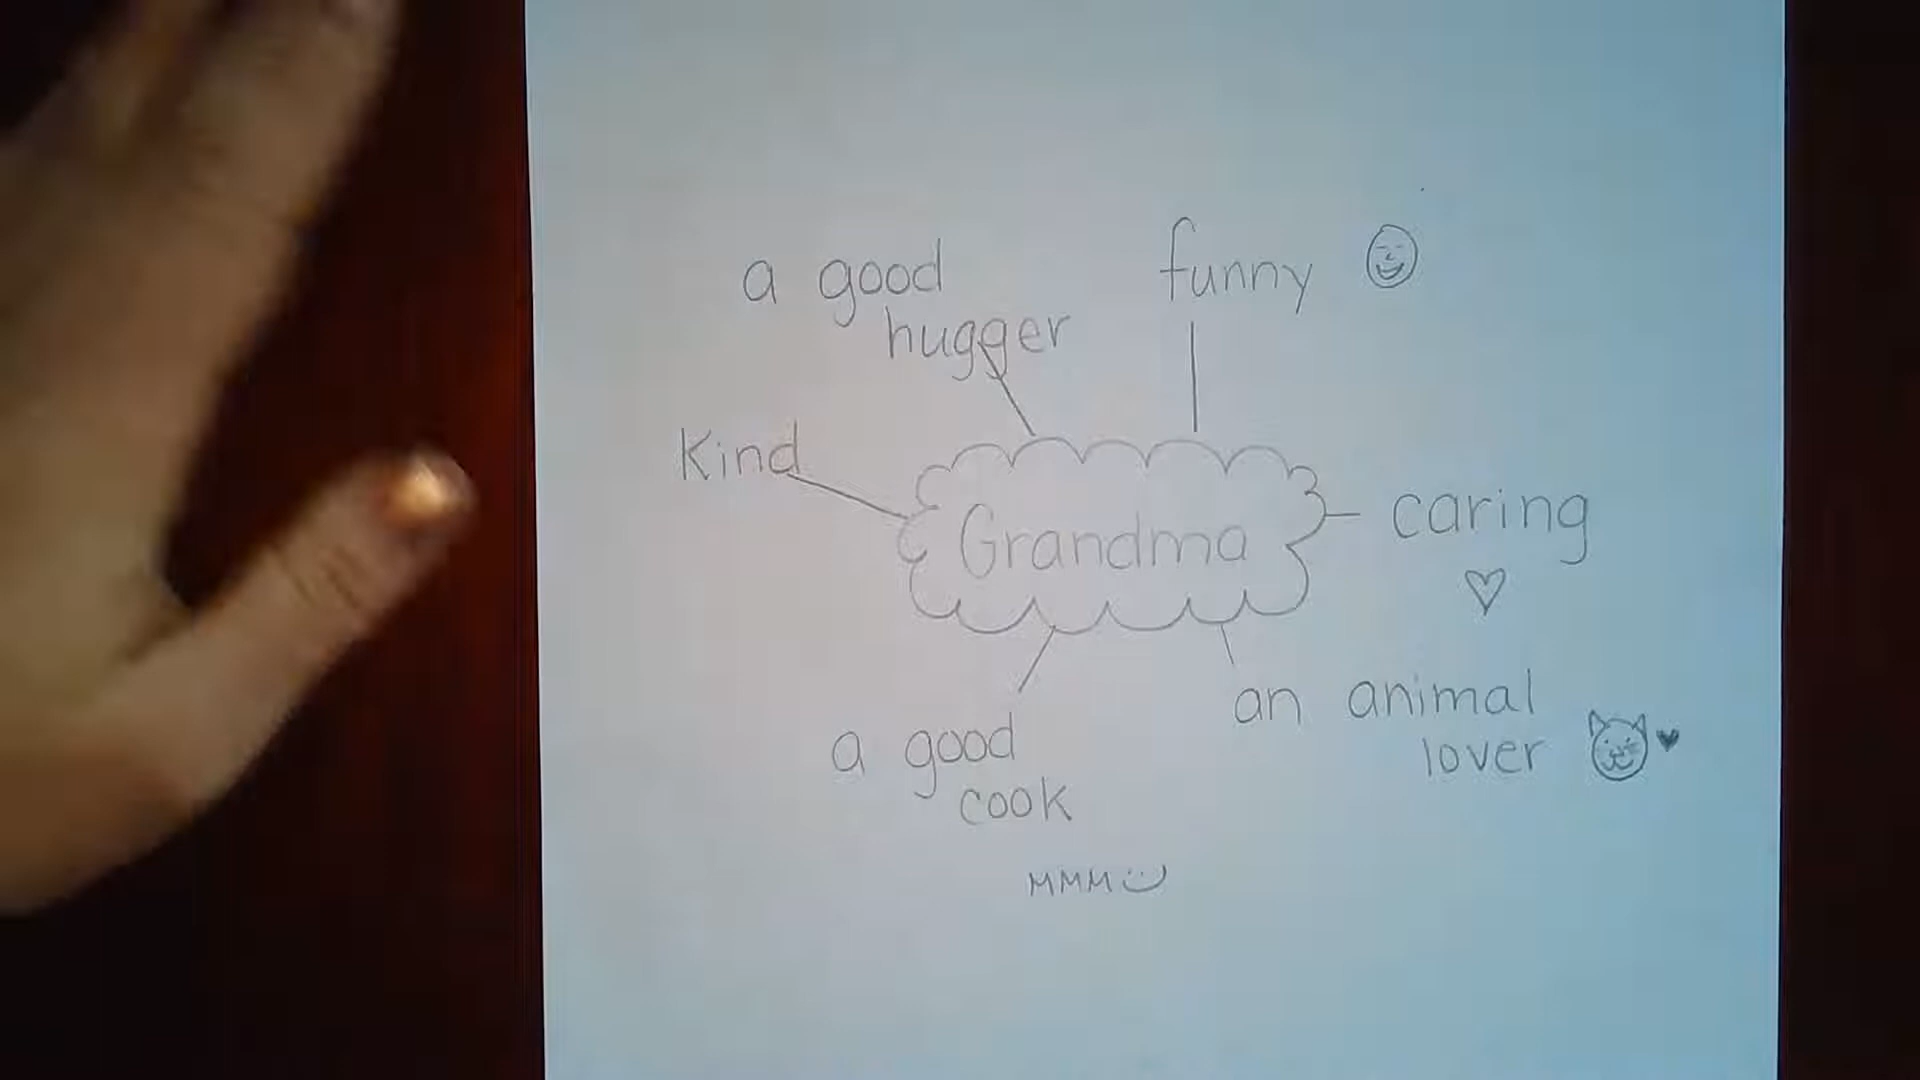 a good
hugger
funny
Kind
Grandma
caring
a good
cook
an animal
lover
MMM